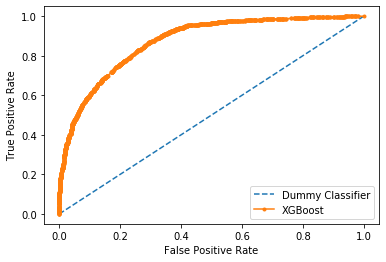 1.0
0.8
0.6
0.4
0.2
0.0
True Positive Rate
Dummy Classifier
XGBoost
0.0 0.2 0.4 0.6 0.8 1.0
False Positive Rate